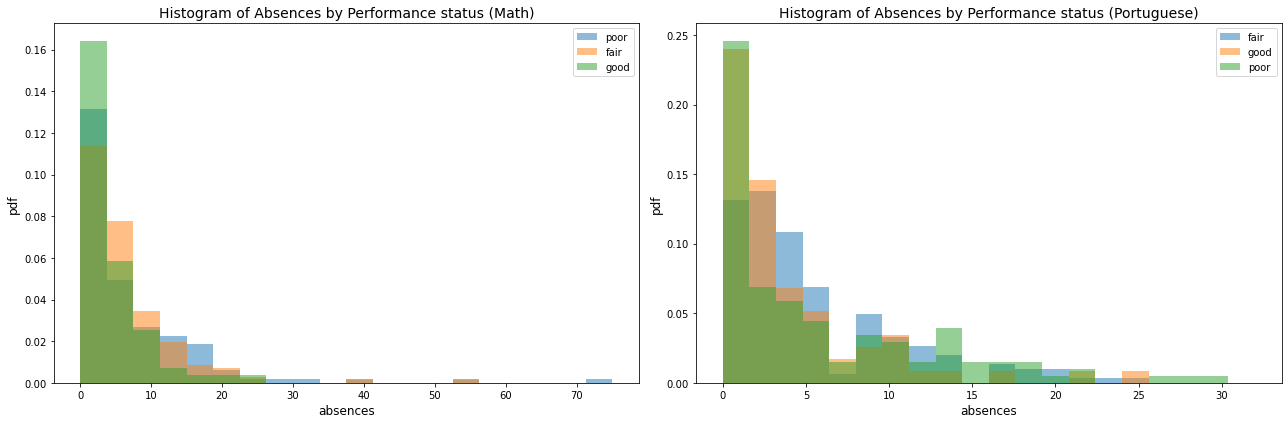 Histogram of Absences by Performance status (Math)
pdf
0.16
0.14
0.12
0.10
0.08
0.06
0.04
0.02
0.00
0 10 20 30 40 50 60 70
absences
poor
fair
good
Histogram of Absences by Performance status (Portuguese)
pdf
0.25
0.20
0.15
0.10
0.05
0.00
0 5 10 15 20 25 30
absences
fair
good
poor